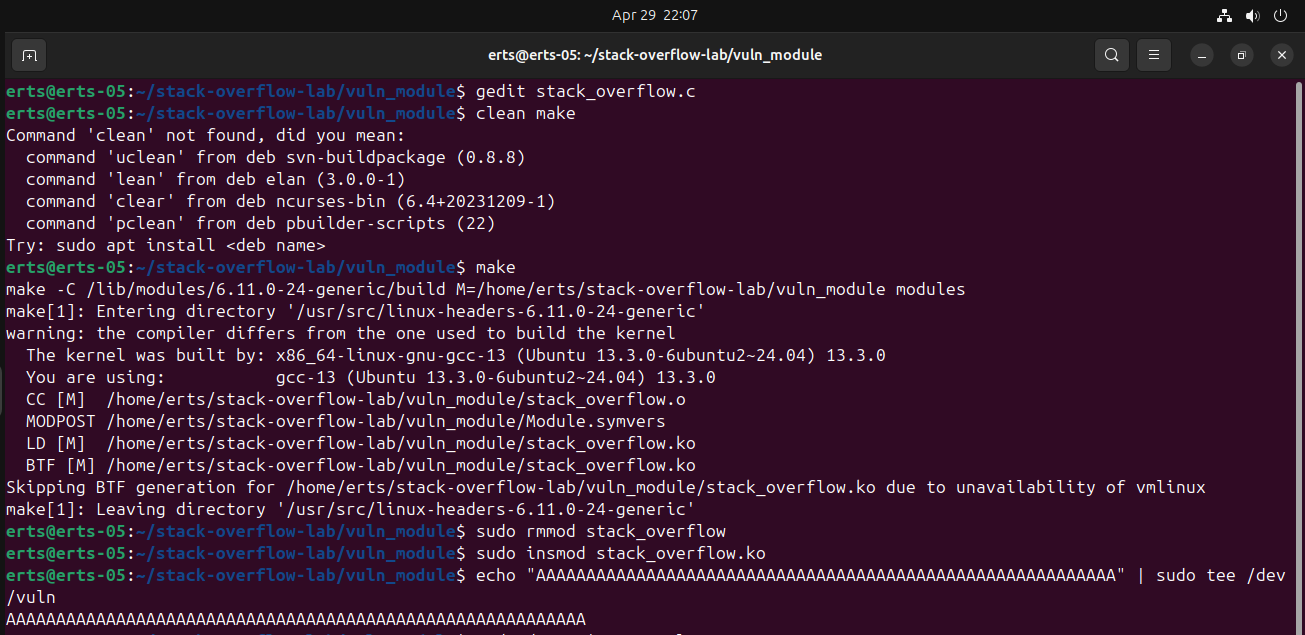 Apr 29 22:07
erts@erts-05: ~/stack-overflow-lab/vuln_module
erts@erts-05:~/stack-overflow-lab/vuln_module$ gedit stack_overflow.c
erts@erts-05:~/stack-overflow-lab/vuln_module$ clean make
Command 'clean' not found, did you mean:
  command 'uclean' from deb svn-buildpackage (0.8.8)
  command 'lean' from deb elan (3.0.0-1)
  command 'clear' from deb ncurses-bin (6.4+20231209-1)
  command 'pclean' from deb pbuilder-scripts (22)
Try: sudo apt install <deb name>
erts@erts-05:~/stack-overflow-lab/vuln_module$ make
make -C /lib/modules/6.11.0-24-generic/build M=/home/erts/stack-overflow-lab/vuln_module modules
make[1]: Entering directory '/usr/src/linux-headers-6.11.0-24-generic'
warning: the compiler differs from the one used to build the kernel
  The kernel was built by: x86_64-linux-gnu-gcc-13 (Ubuntu 13.3.0-6ubuntu2~24.04) 13.3.0
  You are using:           gcc-13 (Ubuntu 13.3.0-6ubuntu2~24.04) 13.3.0
  CC [M]  /home/erts/stack-overflow-lab/vuln_module/stack_overflow.o
  MODPOST /home/erts/stack-overflow-lab/vuln_module/Module.symvers
  LD [M]  /home/erts/stack-overflow-lab/vuln_module/stack_overflow.ko
  BTF [M] /home/erts/stack-overflow-lab/vuln_module/stack_overflow.ko
Skipping BTF generation for /home/erts/stack-overflow-lab/vuln_module/stack_overflow.ko due to unavailability of vmlinux
make[1]: Leaving directory '/usr/src/linux-headers-6.11.0-24-generic'
erts@erts-05:~/stack-overflow-lab/vuln_module$ sudo rmmod stack_overflow
erts@erts-05:~/stack-overflow-lab/vuln_module$ sudo insmod stack_overflow.ko
erts@erts-05:~/stack-overflow-lab/vuln_module$ echo "AAAAAAAAAAAAAAAAAAAAAAAAAAAAAAAAAAAAAAAAAAAAAAAAAAAAAAAAAA" | sudo tee /dev
/vuln
AAAAAAAAAAAAAAAAAAAAAAAAAAAAAAAAAAAAAAAAAAAAAAAAAAAAAAAAAA